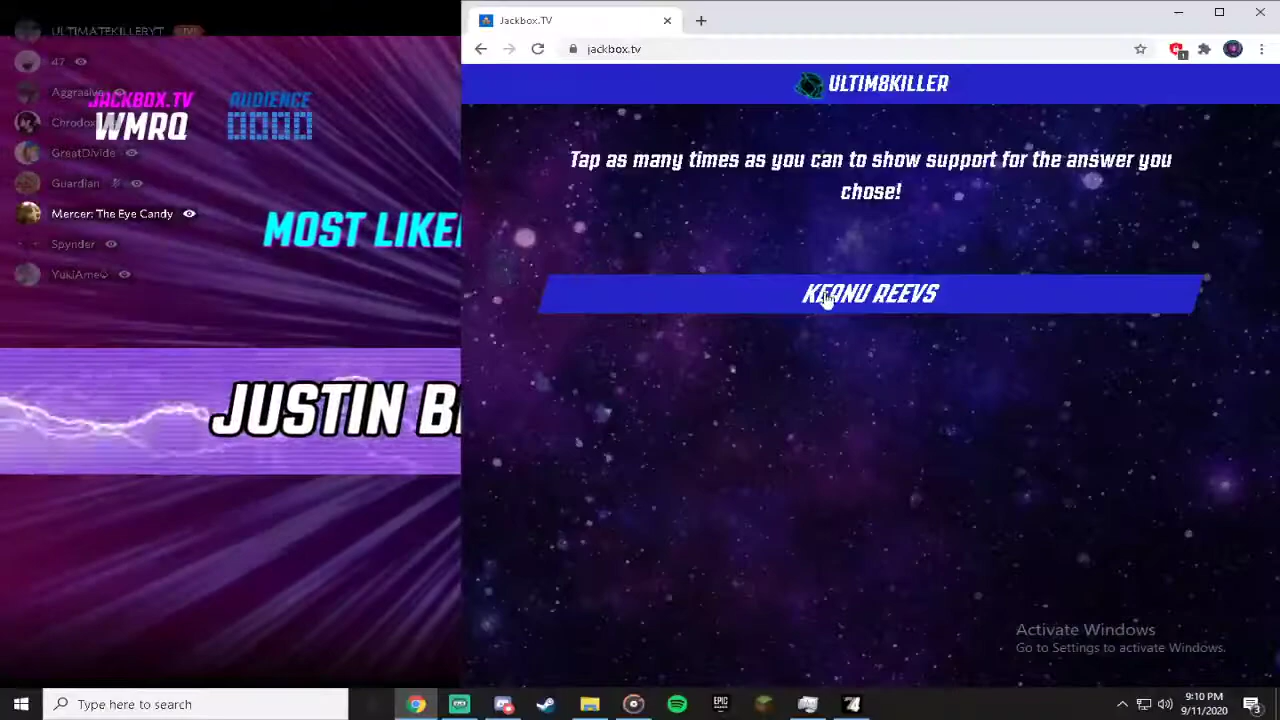 ULTIMATEKILLERYT
47
Aggrasive
Chrodox
GreatDivide
Guardian
Mercer: The Eye Candy
Spynder
JACKBOX.TV
WMRQ
AUDIENCE
MOST LIKE
JUSTIN B
Jackbox.TV
jackbox.tv
ULTIM8KILLER
Tap as many times as you can to show support for the answer you
chose!
KEANU REEVS
Activate Windows
Go to Settings to activate Windows.
Type here to search
EPIC
9:10 PM
9/11/2020